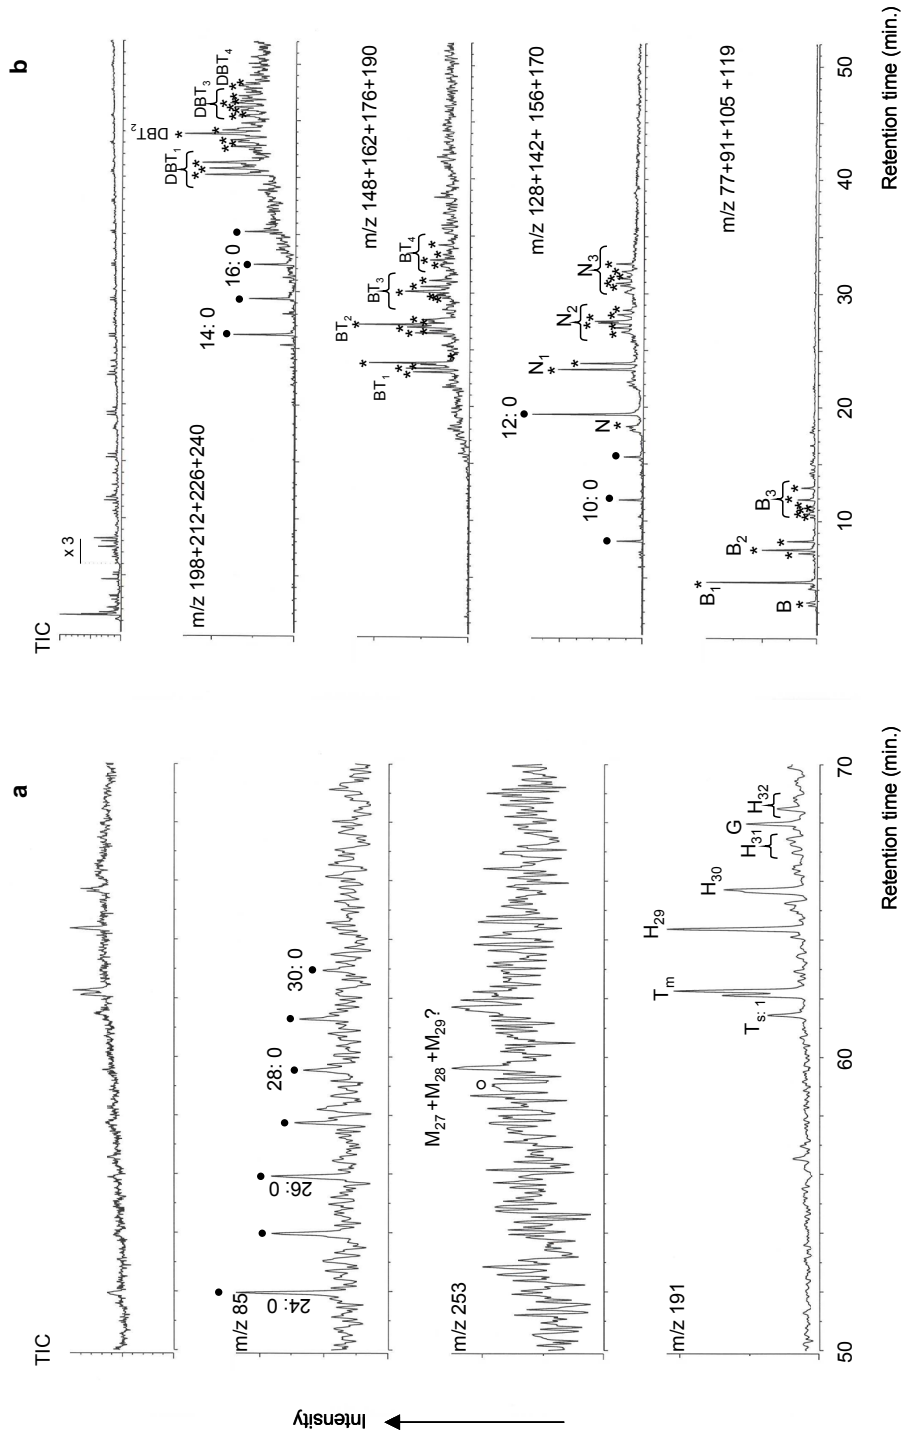 a
TIC
m/z 85
24:0
26:0
28: 0
30: 0
m/z 253
M27 +M28 +M29?
m/z 191
Ts: 1
Tm
H29
H30
H31
G
H32
50
60
70
Retention time (min.)
Intensity
b
TIC
x 3
m/z 198+212+226+240
14: 0
16: 0
DBT1
DBT2
DBT3
DBT4
m/z 148+162+176+190
BT1
BT2
BT3
BT4
m/z 128+142+ 156+170
10: 0
12: 0
N
N1
N2
N3
m/z 77+91+105 +119
B
B1
B2
B3
10
20
30
40
50
Retention time (min.)